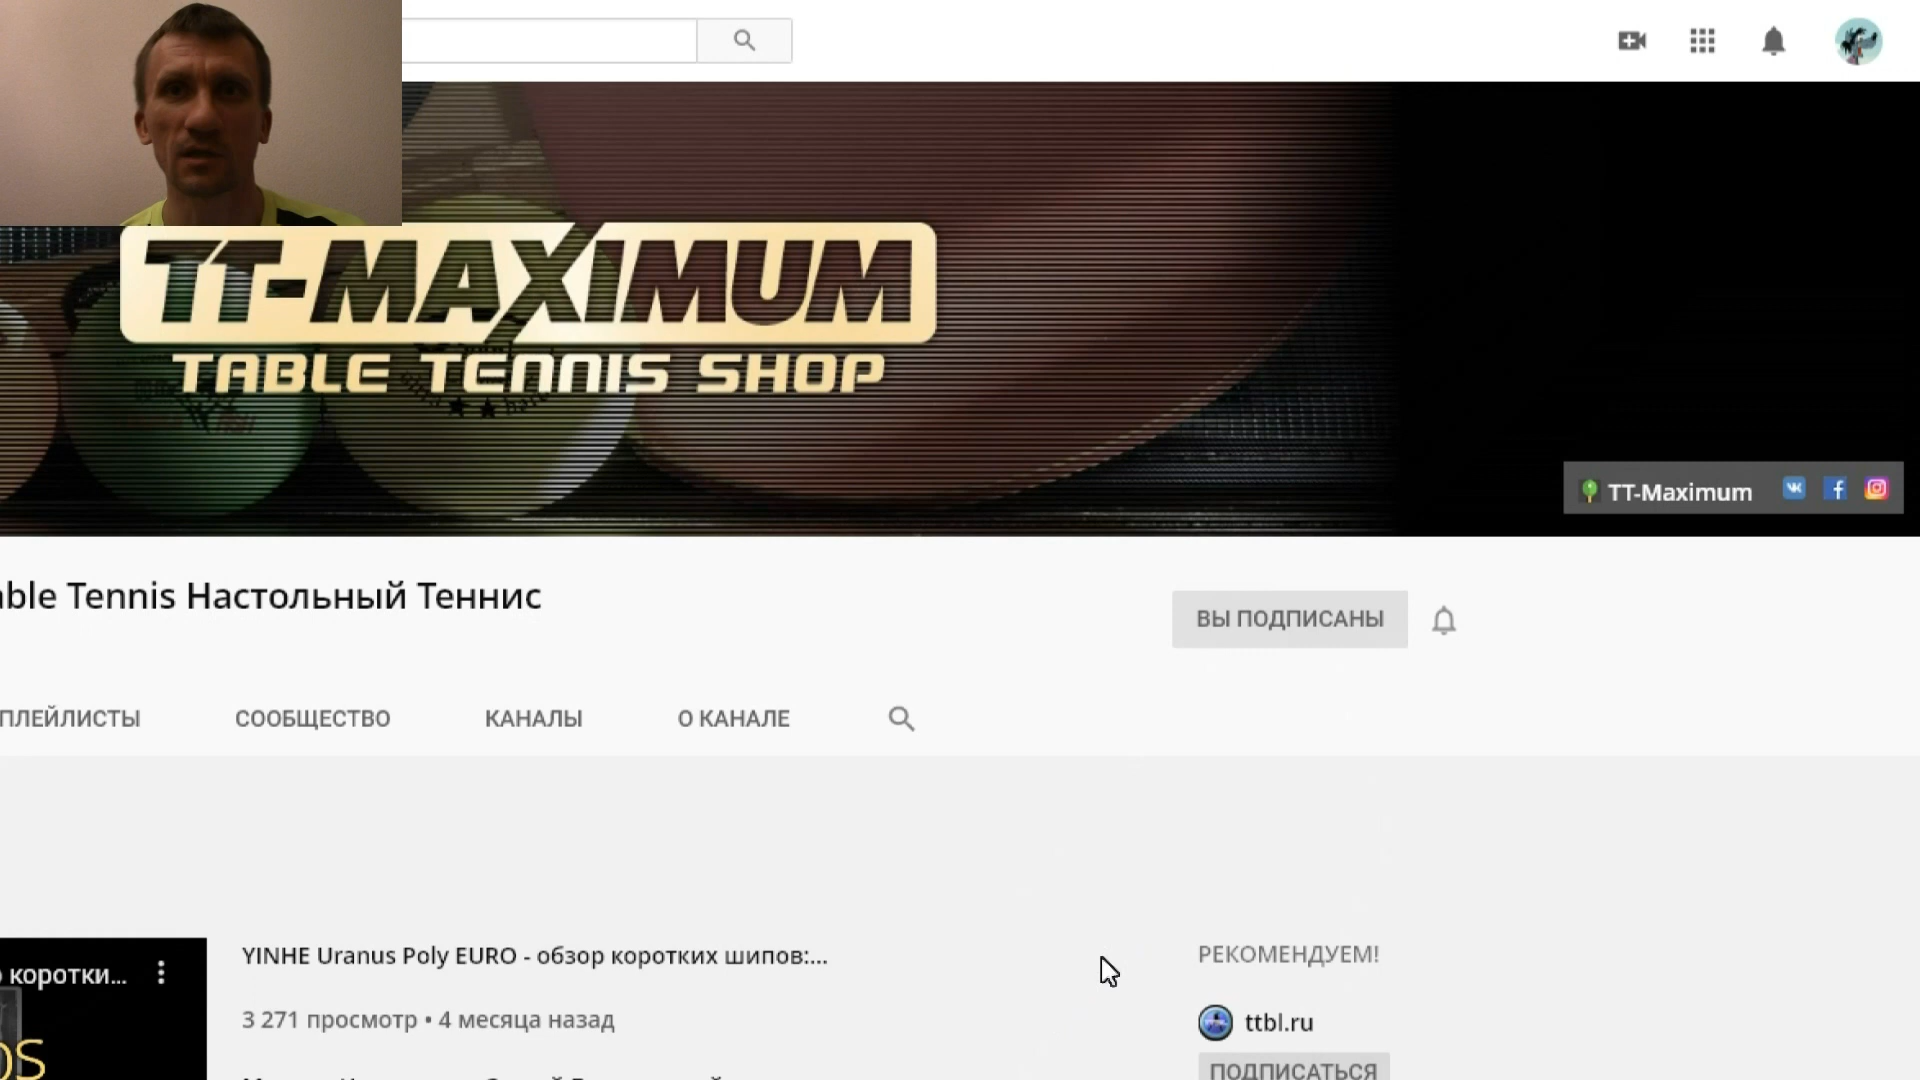 TT-MAXIMUM
TABLE TENNIS SHOP
TT-Maximum
able Tennis Настольный Теннис
ВЫ ПОДПИСАНЫ
ПЛЕЙЛИСТЫ
СООБЩЕСТВО
КАНАЛЫ
О КАНАЛЕ
YINHE Uranus Poly EURO - обзор коротких шипов:...
коротки...
3 271 просмотр • 4 месяца назад
РЕКОМЕНДУЕМ!
ttbl.ru
ПОДПИСАТЬСЯ